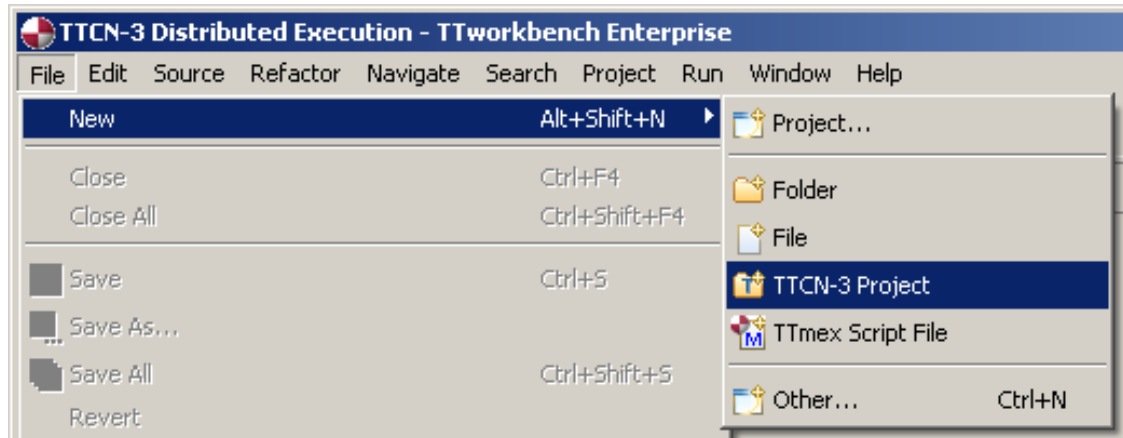 TTCN-3 Distributed Execution - TTworkbench Enterprise
File Edit Source Refactor Navigate Search Project Run Window Help
New Alt+Shift+N
Close Ctrl+F4
Close All Ctrl+Shift+F4
Save Ctrl+S
Save As...
Save All Ctrl+Shift+S
Revert
Project...
Folder
File
TTCN-3 Project
TTmex Script File
Other... Ctrl+N